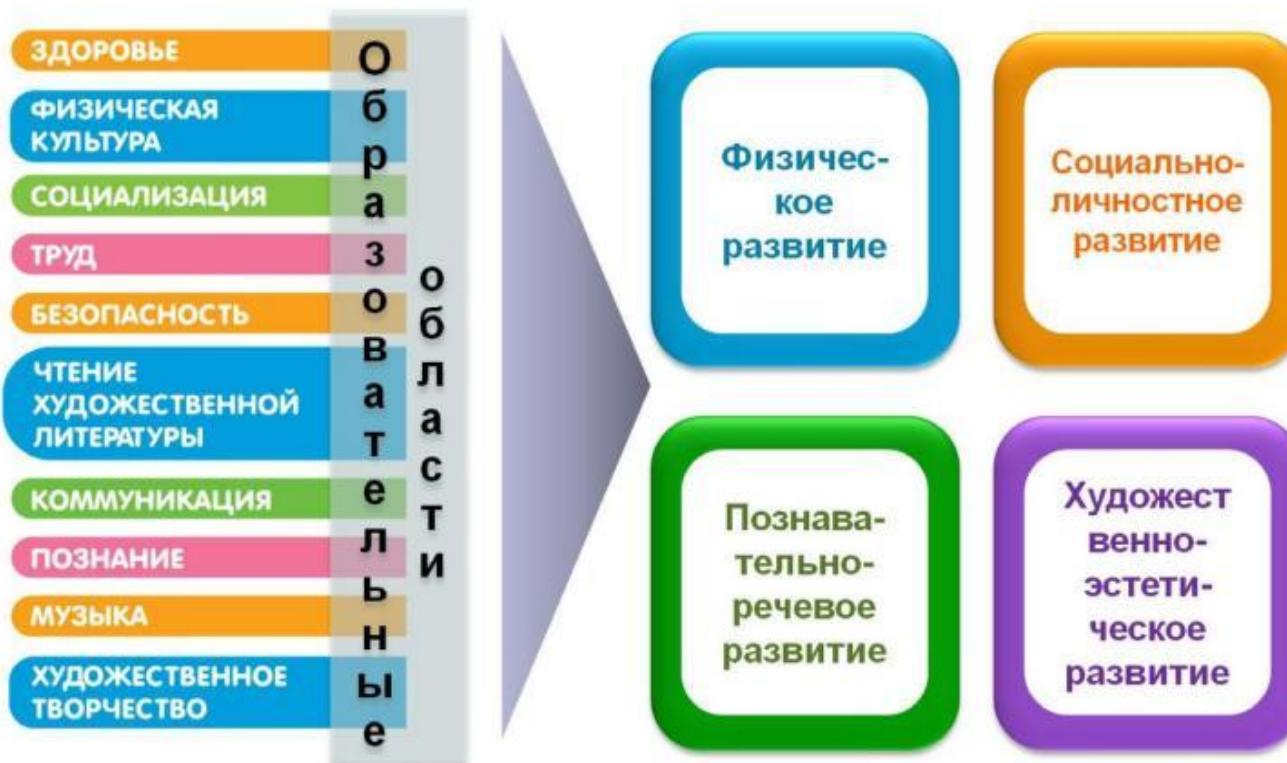 ЗДОРОВЬЕ
ФИЗИЧЕСКАЯ
КУЛЬТУРА
СОЦИАЛИЗАЦИЯ
ТРУД
БЕЗОПАСНОСТЬ
ЧТЕНИЕ
ХУДОЖЕСТВЕННОЙ
ЛИТЕРАТУРЫ
КОММУНИКАЦИЯ
ПОЗНАНИЕ
МУЗЫКА
ХУДОЖЕСТВЕННОЕ
ТВОРЧЕСТВО
Образовательные
области
Физичес-
кое
развитие
Социально-
личностное
развитие
Познава-
тельно-
речевое
развитие
Художест
венно-
эстети-
ческое
развитие